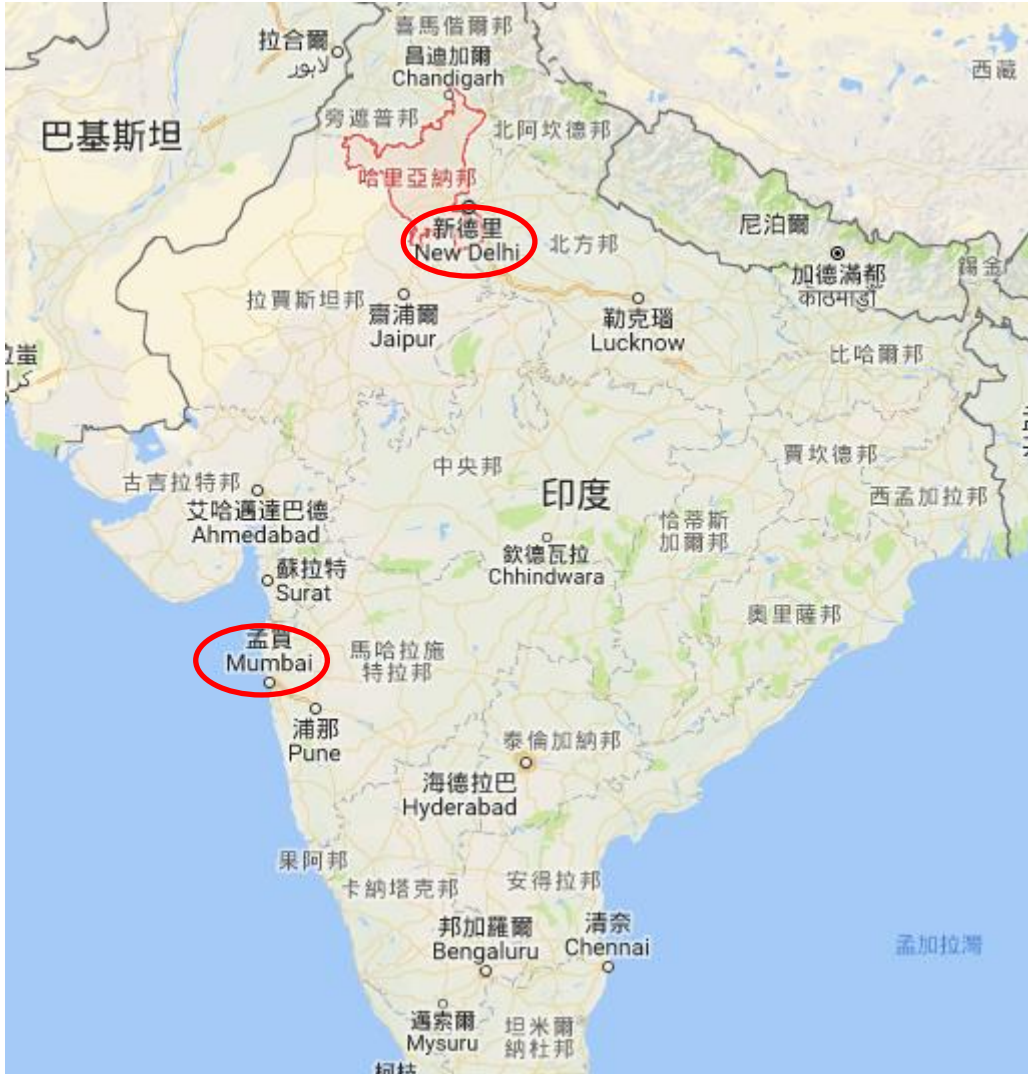 喜馬偕爾邦
拉合爾
لاہور
昌迪加爾
Chandigarh
西藏
旁遮普邦
北阿坎德邦
巴基斯坦
哈里亞納邦
新德里
New Delhi
北方邦
尼泊爾
加德滿都
काठमाडौँ
錫金
拉賈斯坦邦
齋浦爾
Jaipur
勒克瑙
Lucknow
比哈爾邦
中央邦
賈坎德邦
古吉拉特邦
艾哈邁達巴德
Ahmedabad
印度
西孟加拉邦
恰蒂斯
加爾邦
欽德瓦拉
Chhindwara
蘇拉特
Surat
奧里薩邦
孟買
Mumbai
馬哈拉施
特拉邦
浦那
Pune
泰倫加納邦
海德拉巴
Hyderabad
果阿邦
卡納塔克邦
安得拉邦
邦加羅爾
Bengaluru
清奈
Chennai
孟加拉灣
邁索爾
Mysuru
坦米爾
納杜邦
柯枝